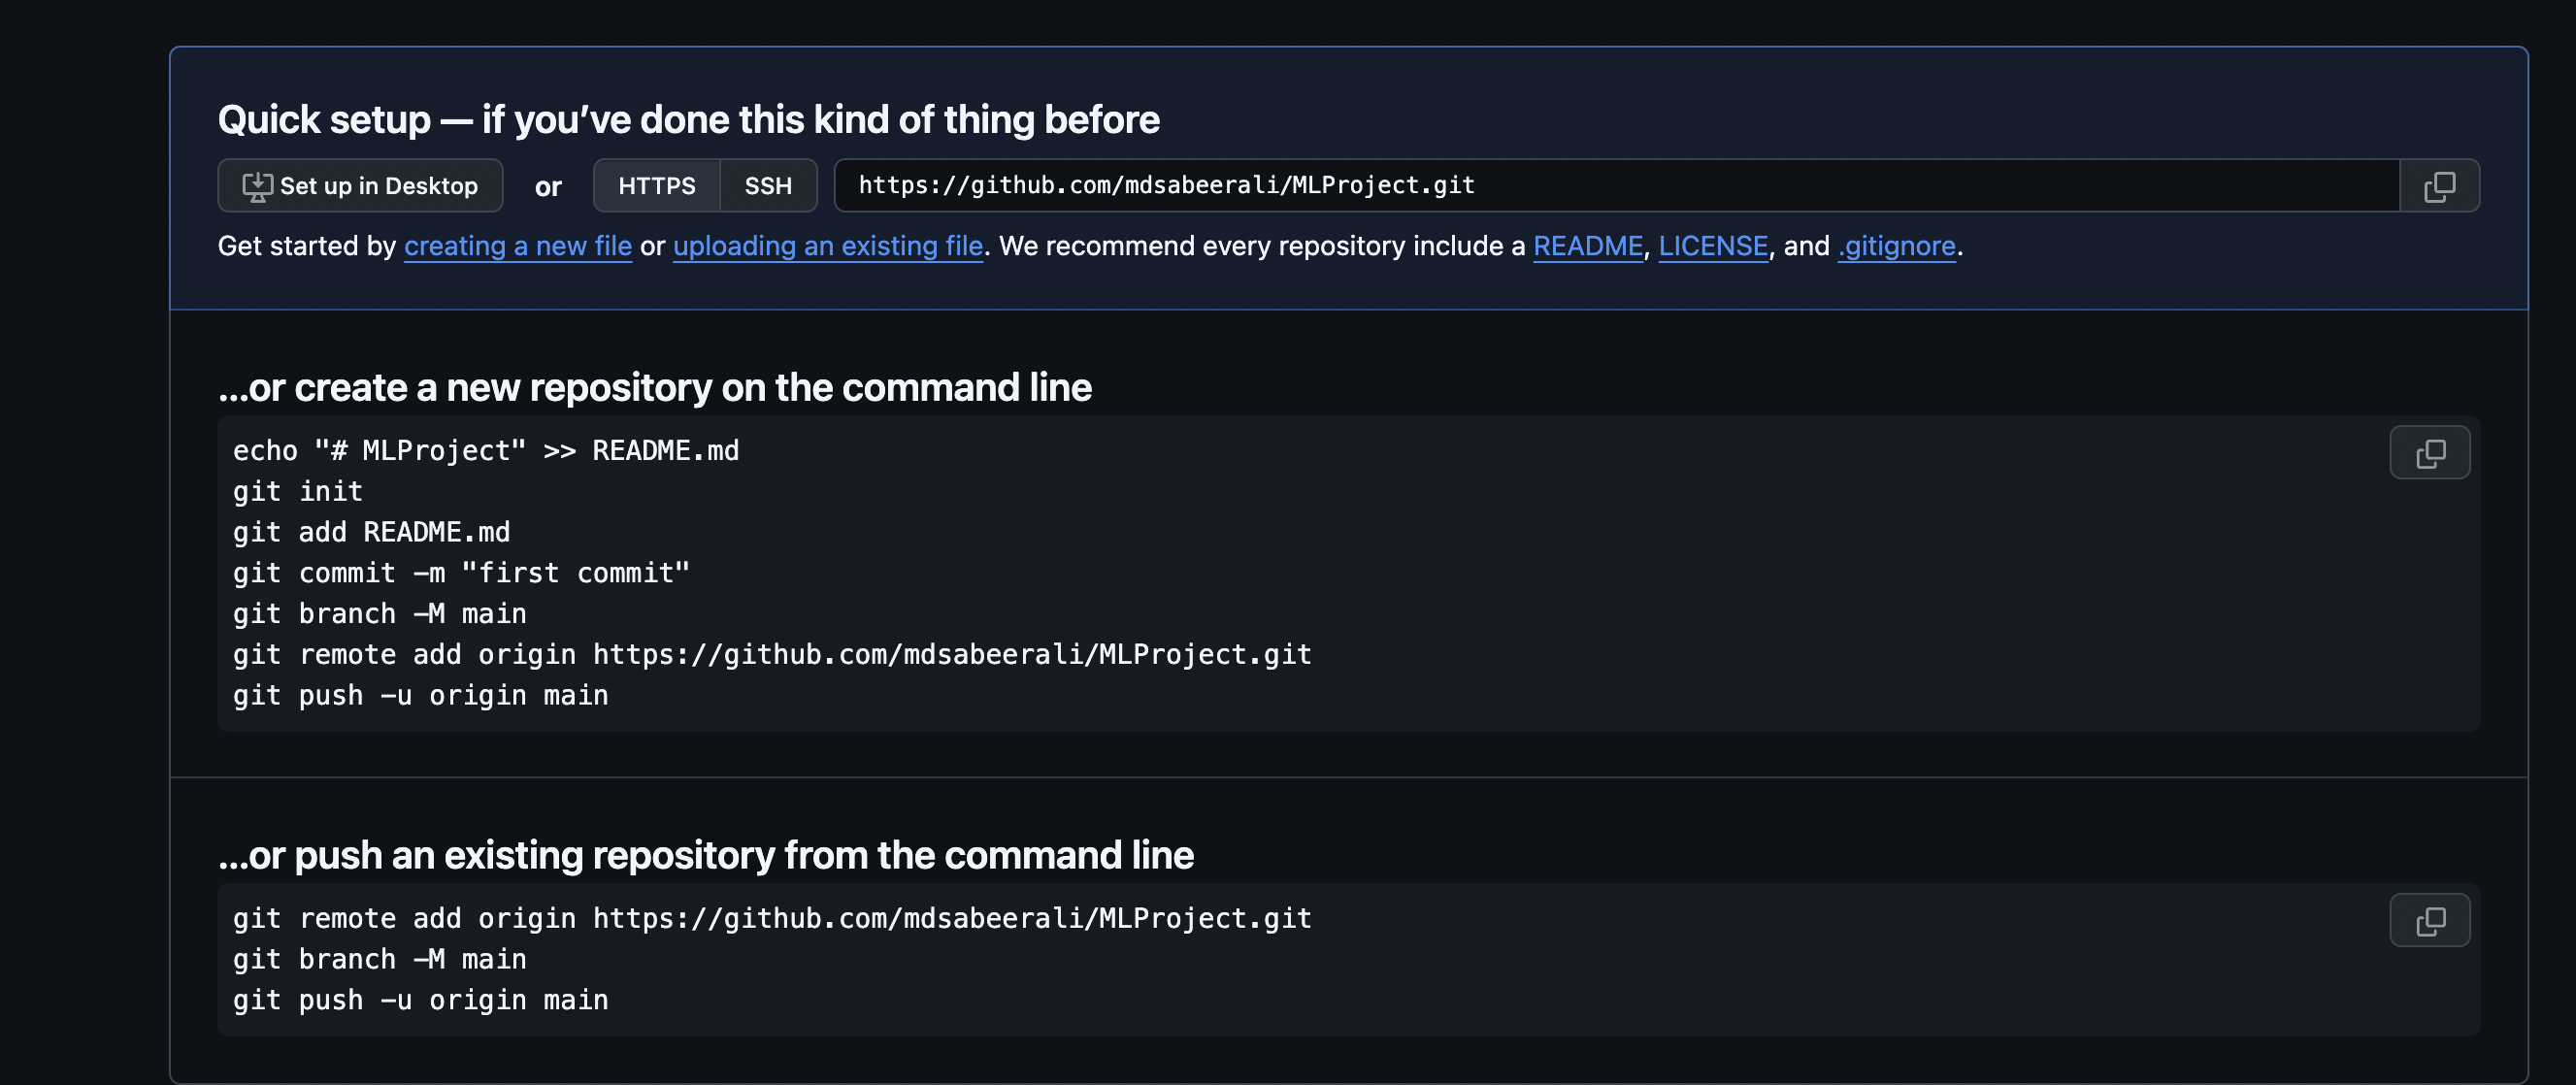 Quick setup — if you’ve done this kind of thing before
Set up in Desktop or HTTPS SSH https://github.com/mdsabeerali/MLProject.git
Get started by creating a new file or uploading an existing file. We recommend every repository include a README, LICENSE, and .gitignore.
…or create a new repository on the command line
echo "# MLProject" >> README.md
git init
git add README.md
git commit -m "first commit"
git branch -M main
git remote add origin https://github.com/mdsabeerali/MLProject.git
git push -u origin main
…or push an existing repository from the command line
git remote add origin https://github.com/mdsabeerali/MLProject.git
git branch -M main
git push -u origin main